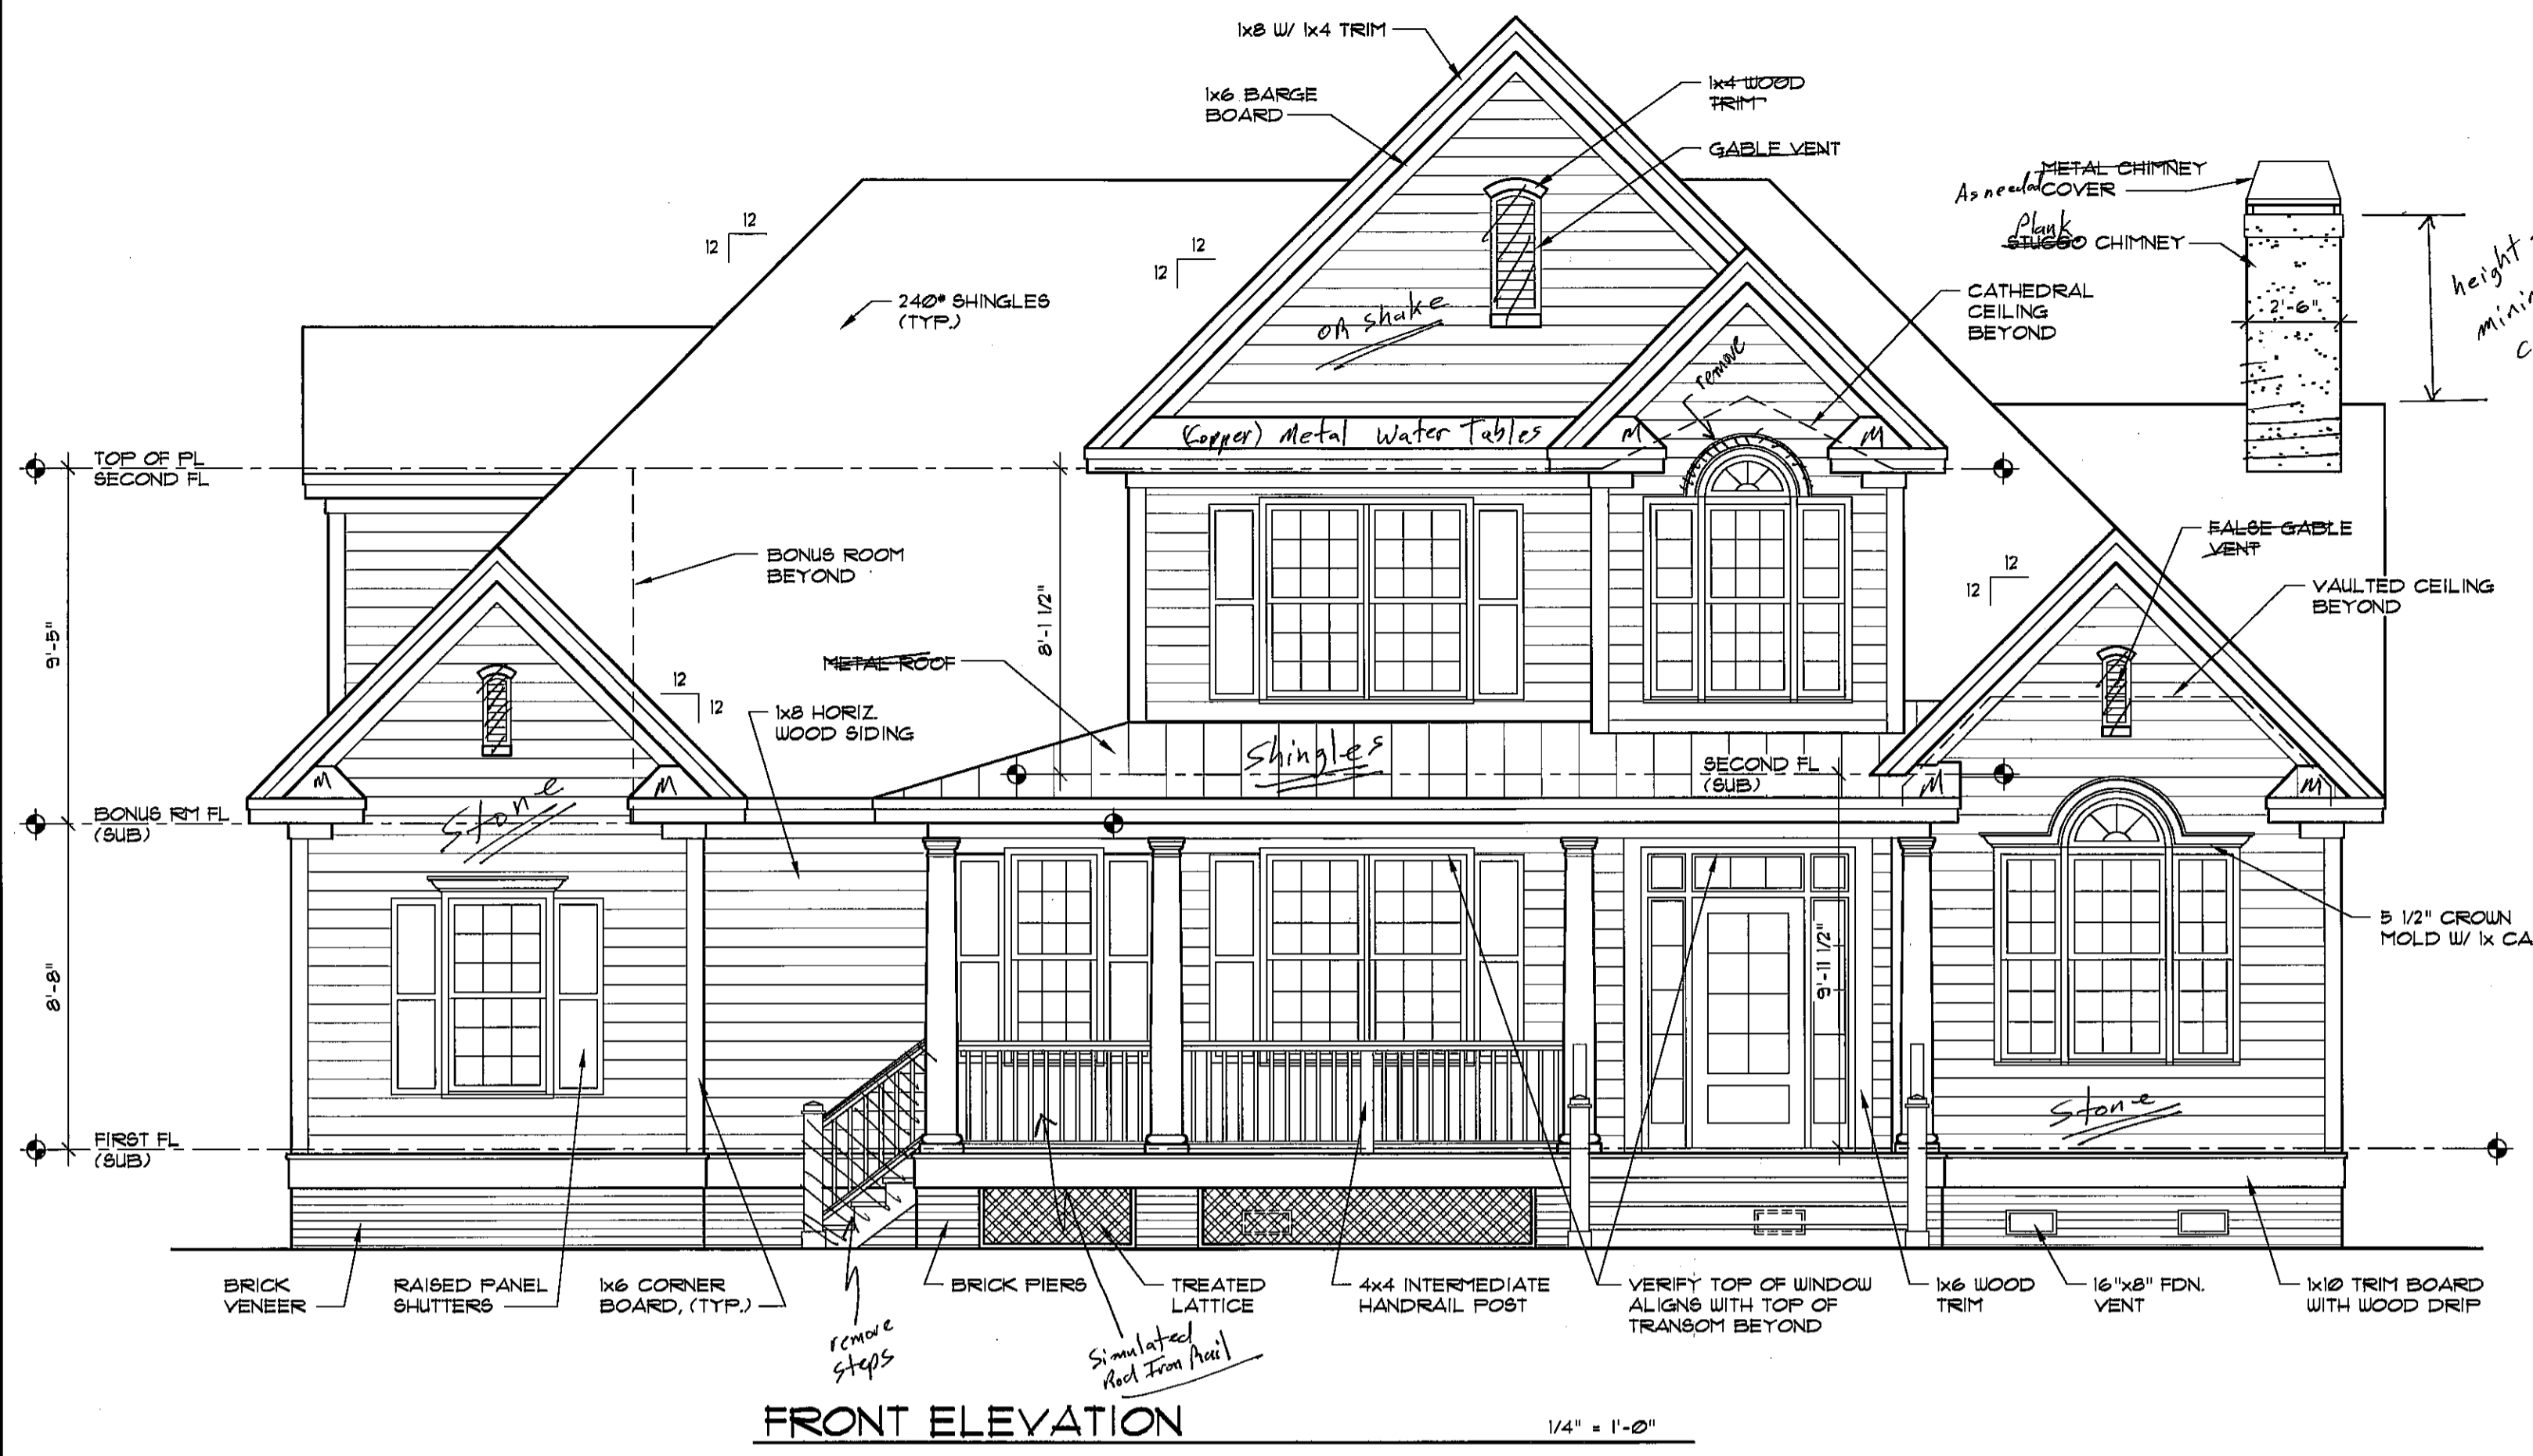 1x8 W/ 1x4 TRIM
1x6 BARGE
BOARD
1x4 WOOD
TRIM
GABLE VENT
METAL CHIMNEY
As needed COVER
Plank
STUCCO CHIMNEY
height
2'-6"
12
12
12
12
240# SHINGLES
(TYP.)
OR shake
remove
CATHEDRAL
CEILING
BEYOND
(Copper) Metal Water Tables
M
M
TOP OF PL
SECOND FL
FALSE GABLE
VENT
BONUS ROOM
BEYOND
12
12
VAULTED CEILING
BEYOND
9'-5"
8'-1 1/2"
METAL ROOF
12
12
1x8 HORIZ.
WOOD SIDING
Shingles
SECOND FL
(SUB)
M
M
M
M
Stone
BONUS RM FL
(SUB)
5 1/2" CROWN
MOLD W/ 1x CA
8'-8"
9'-11 1/2"
Stone
FIRST FL
(SUB)
BRICK
VENEER
RAISED PANEL
SHUTTERS
1x6 CORNER
BOARD, (TYP.)
BRICK PIERS
TREATED
LATTICE
4x4 INTERMEDIATE
HANDRAIL POST
VERIFY TOP OF WINDOW
ALIGNS WITH TOP OF
TRANSOM BEYOND
1x6 WOOD
TRIM
16"x8" FDN.
VENT
1x10 TRIM BOARD
WITH WOOD DRIP
remove
steps
Simulated
Rod Iron Rail
FRONT ELEVATION
1/4" = 1'-0"